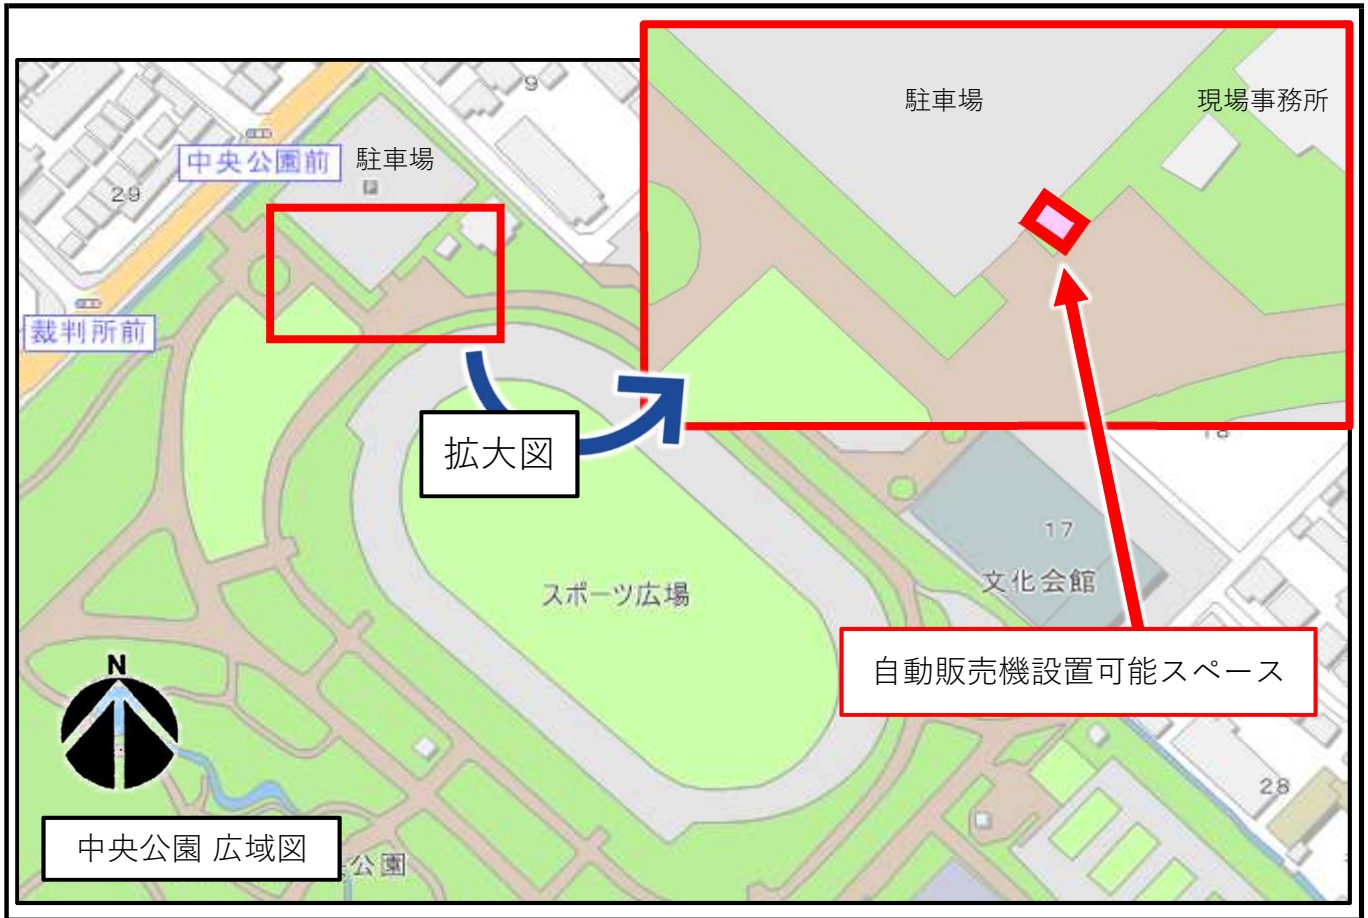 駐車場
現場事務所
9
中央公園前
駐車場
P
29
裁判所前
拡大図
18
17
文化会館
スポーツ広場
自動販売機設置可能スペース
N
28
中央公園 広域図
公園